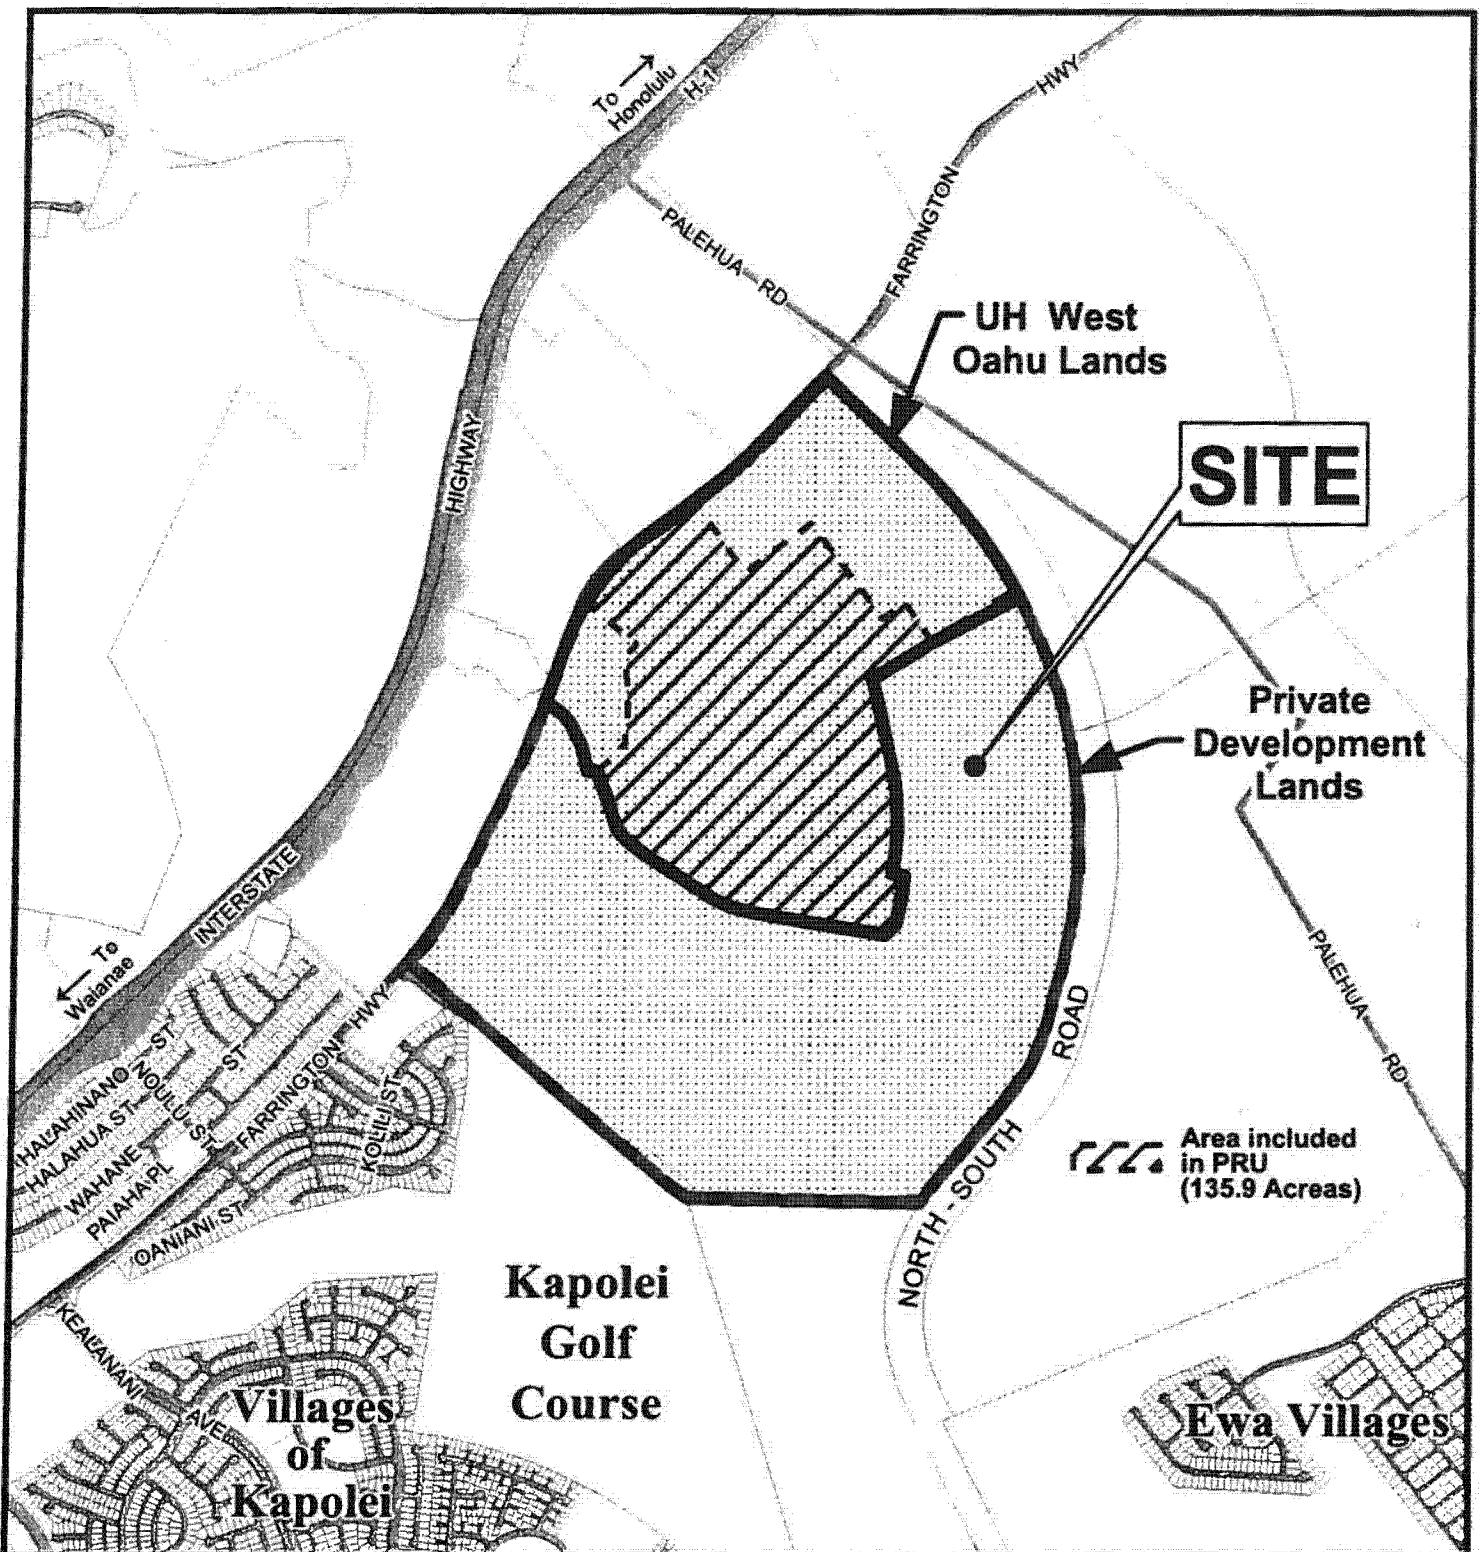 To
Honolulu
H-1
HWY
FARRINGTON
PALEHUA RD
UH West
Oahu Lands
SITE
HIGHWAY
Private
Development
Lands
INTERSTATE
To
Waianae
PALEHUA RD
ROAD
HWY
FARRINGTON
ST
NOULU ST
ST
HALAHUA ST
WAHANE
PAIAHA PL
OANIANI ST
KOLILI ST
NORTH - SOUTH
Area included
in PRU
(135.9 Acreas)
Kapolei
Golf
Course
KEALANANI
AVE
Villages
of
Kapolei
Ewa Villages